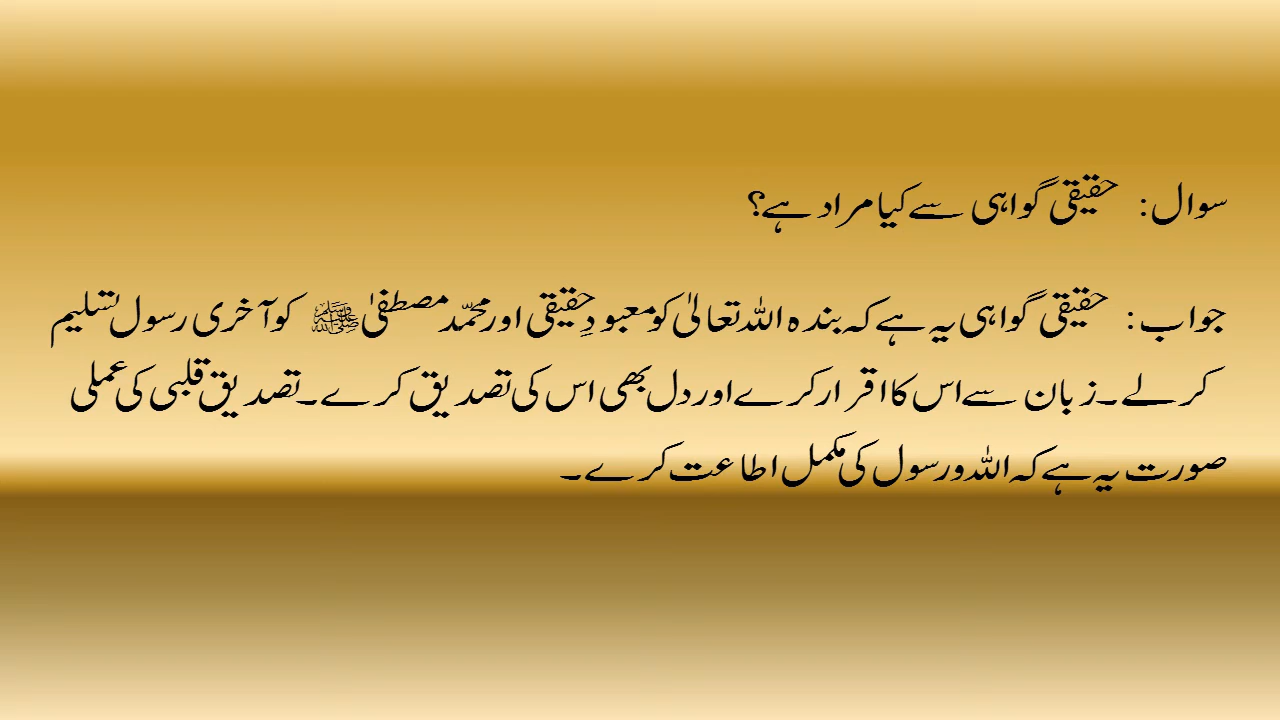 سوال: حقیقی گواہی سے کیا مراد ہے؟
جواب: حقیقی گواہی یہ ہے کہ بندہ اللہ تعالیٰ کو معبودِ حقیقی اور محمّد مصطفیٰ ﷺ کو آخری رسول تسلیم
کرلے۔ زبان سے اس کا اقرار کرے اور دل بھی اس کی تصدیق کرے۔ تصدیق قلبی کی عملی
صورت یہ ہے کہ اللہ و رسول کی مکمل اطاعت کرے۔